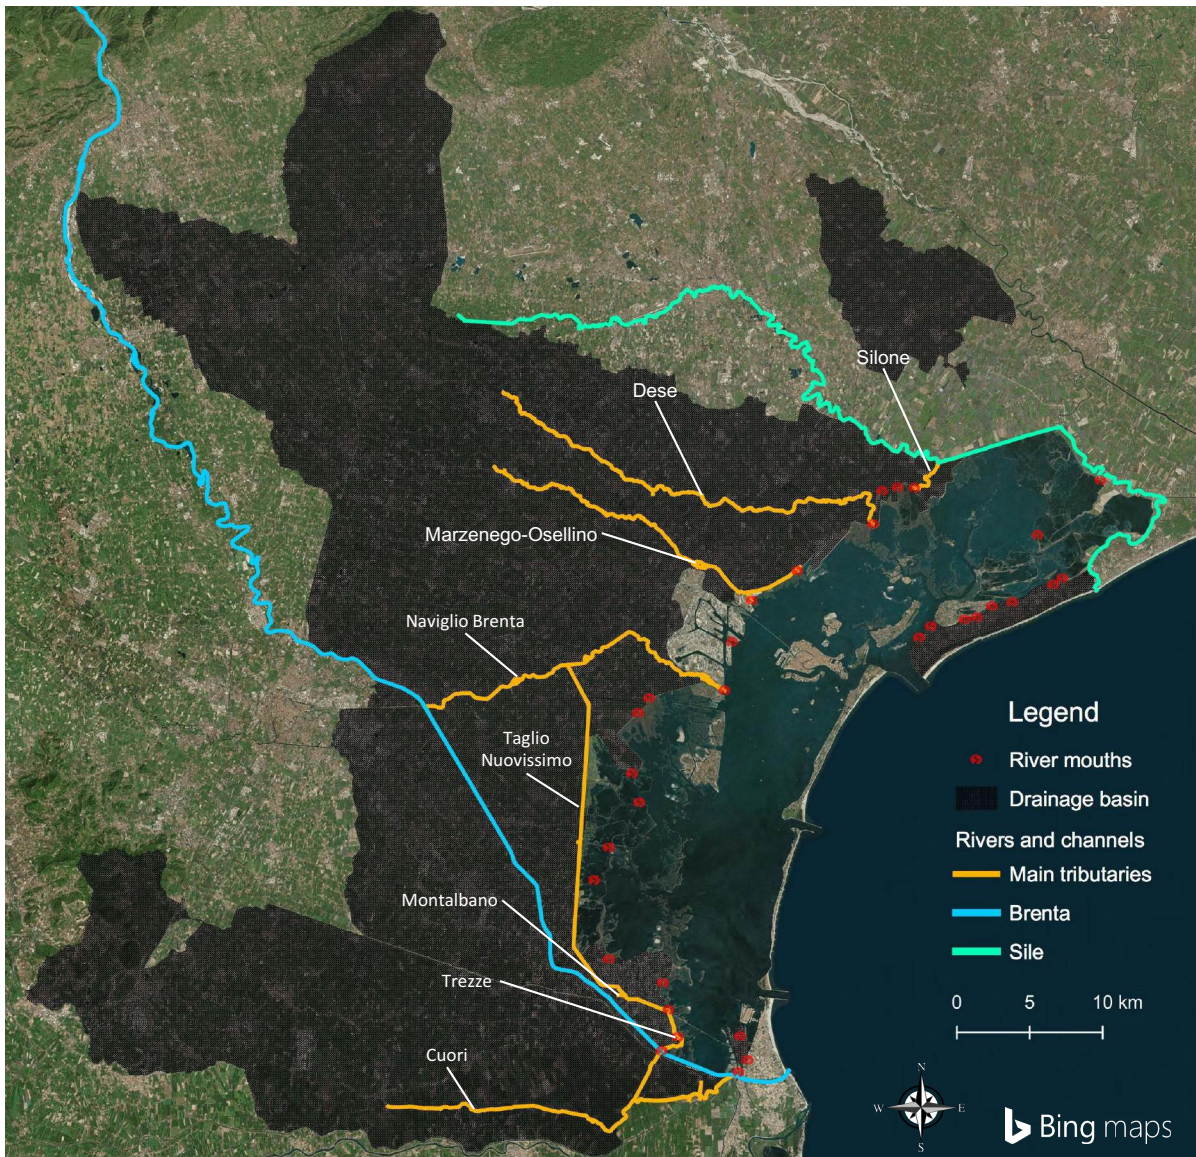 Silone
Dese
Marzenego-Osellino
Naviglio Brenta
Taglio
Nuovissimo
Montalbano
Trezze
Cuori
Legend
River mouths
Drainage basin
Rivers and channels
Main tributaries
Brenta
Sile
0 5 10 km
N
W E
S
Bing maps